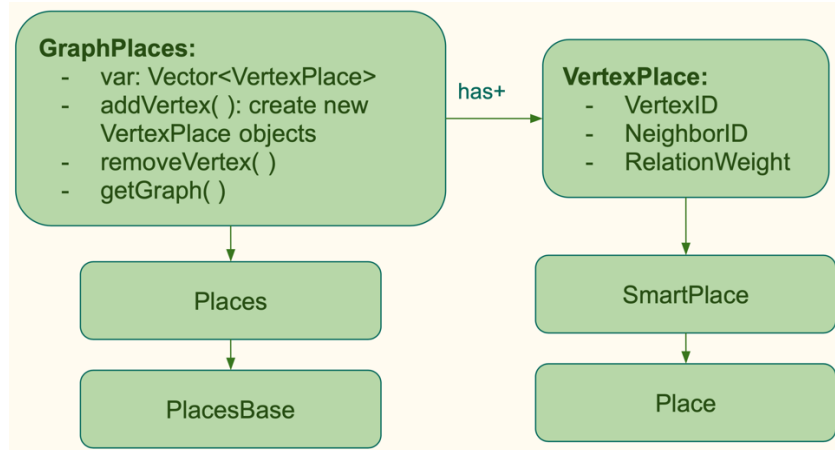 GraphPlaces:
- var: Vector<VertexPlace>
- addVertex( ): create new
VertexPlace objects
- removeVertex( )
- getGraph( )
has+
VertexPlace:
- VertexID
- NeighborID
- RelationWeight
Places
SmartPlace
PlacesBase
Place